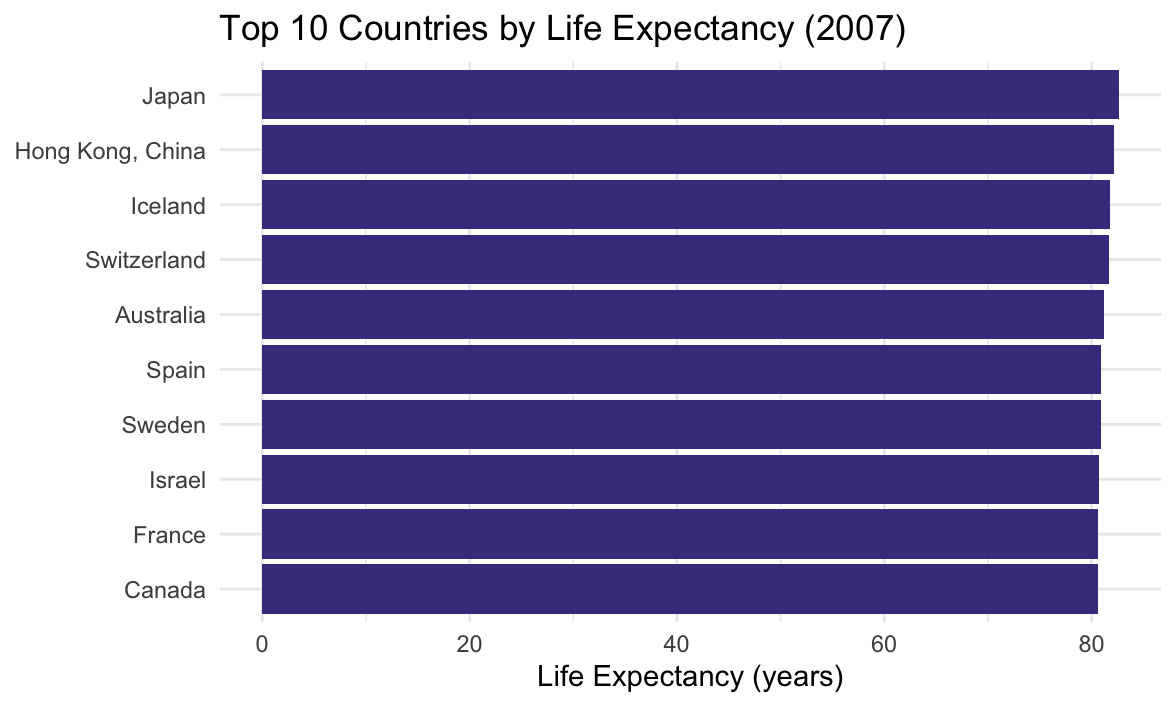 Top 10 Countries by Life Expectancy (2007)
Japan
Hong Kong, China
Iceland
Switzerland
Australia
Spain
Sweden
Israel
France
Canada
0 20 40 60 80
Life Expectancy (years)